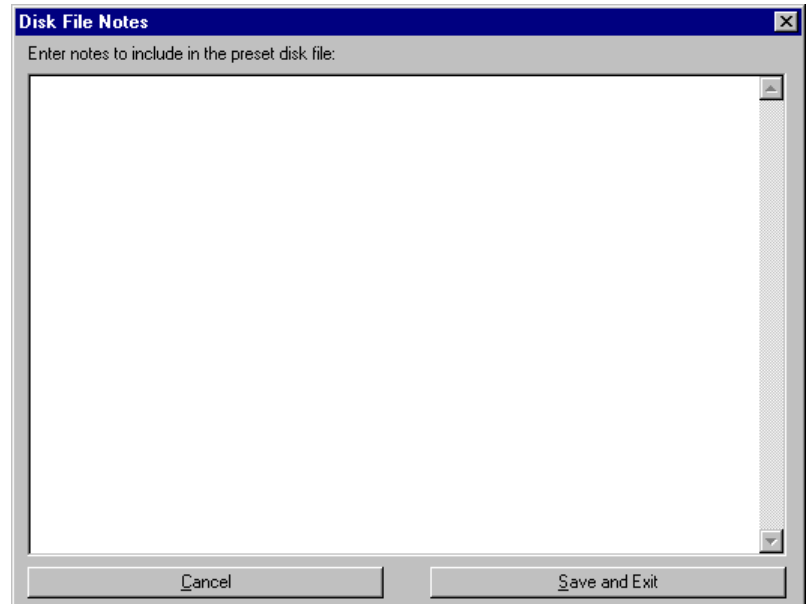 Disk File Notes
Enter notes to include in the preset disk file:
Cancel
Save and Exit